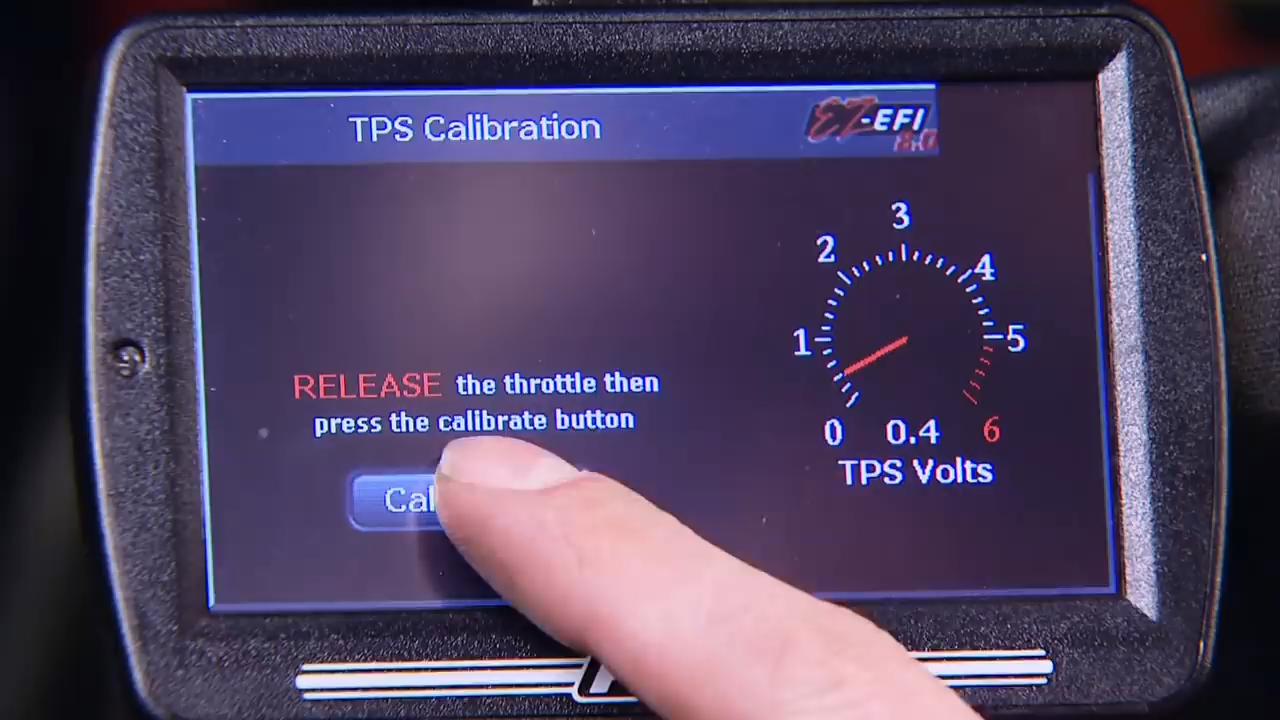 TPS Calibration
EZ-EFI
RELEASE the throttle then
press the calibrate button
Cal
3
2
4
1
5
0
0.4
6
TPS Volts